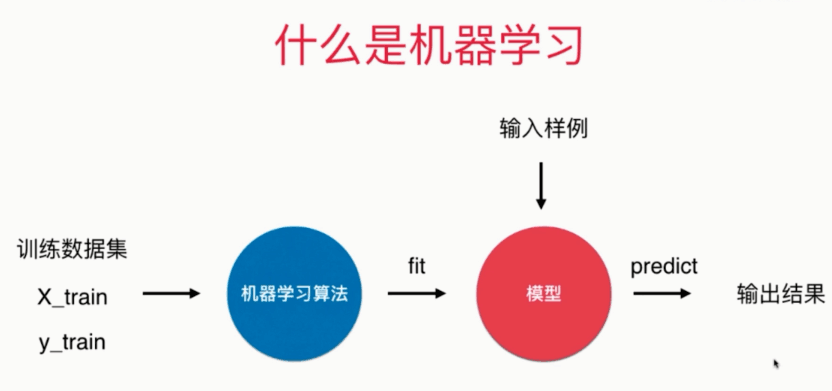 什么是机器学习
输入样例
训练数据集
X_train
y_train
机器学习算法
fit
模型
predict
输出结果